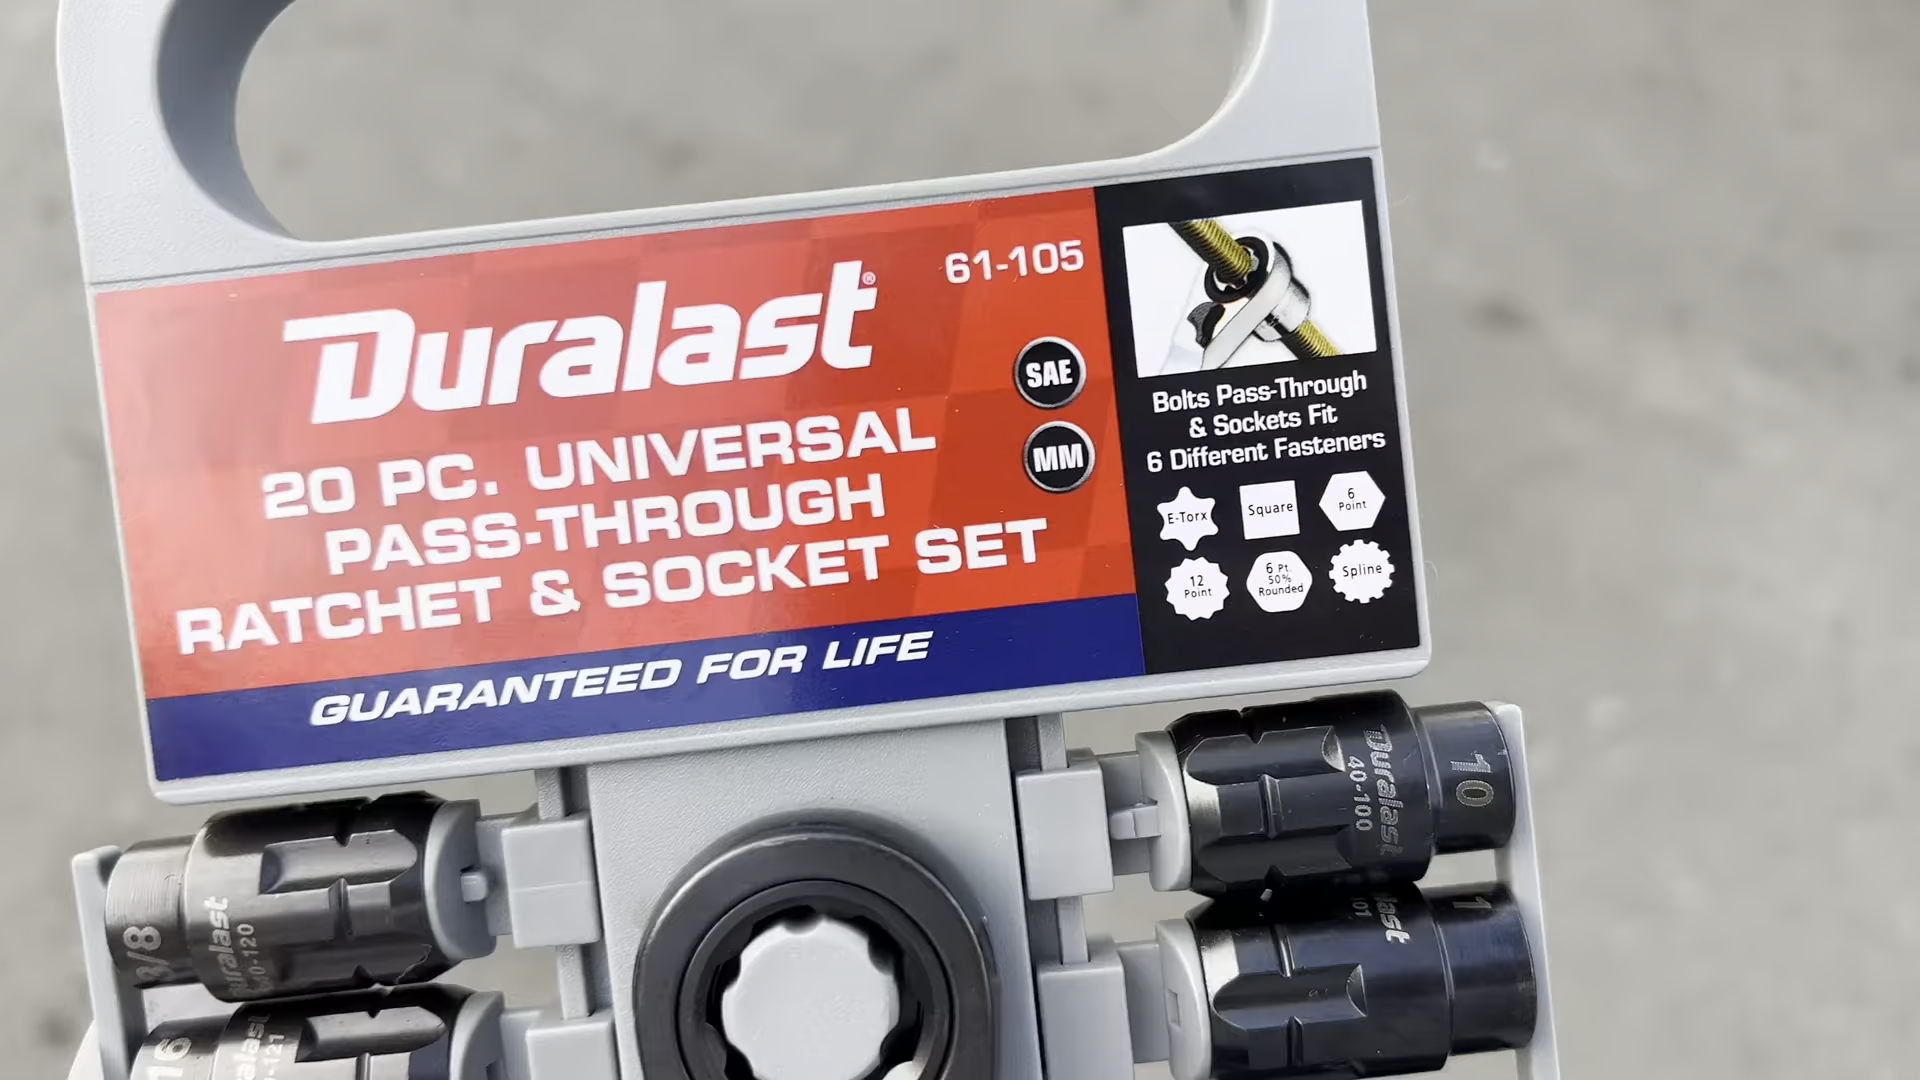 Duralast®
61-105
SAE
MM
20 PC. UNIVERSAL
PASS-THROUGH
RATCHET & SOCKET SET
GUARANTEED FOR LIFE
Bolts Pass-Through
& Sockets Fit
6 Different Fasteners
E-Torx
Square
6
Point
12
Point
6 Pt.
50%
Rounded
Spline
3/8
Duralast
40-120
Duralast
40-100
10